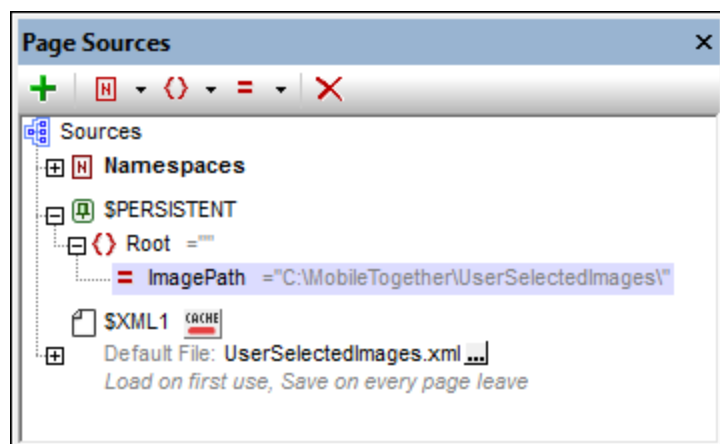 Page Sources
N {} =
Sources
N Namespaces
$PERSISTENT
{} Root =""
= ImagePath ="C:\MobileTogether\UserSelectedImages\"
$XML1 CACHE
Default File: UserSelectedImages.xml ...
Load on first use, Save on every page leave